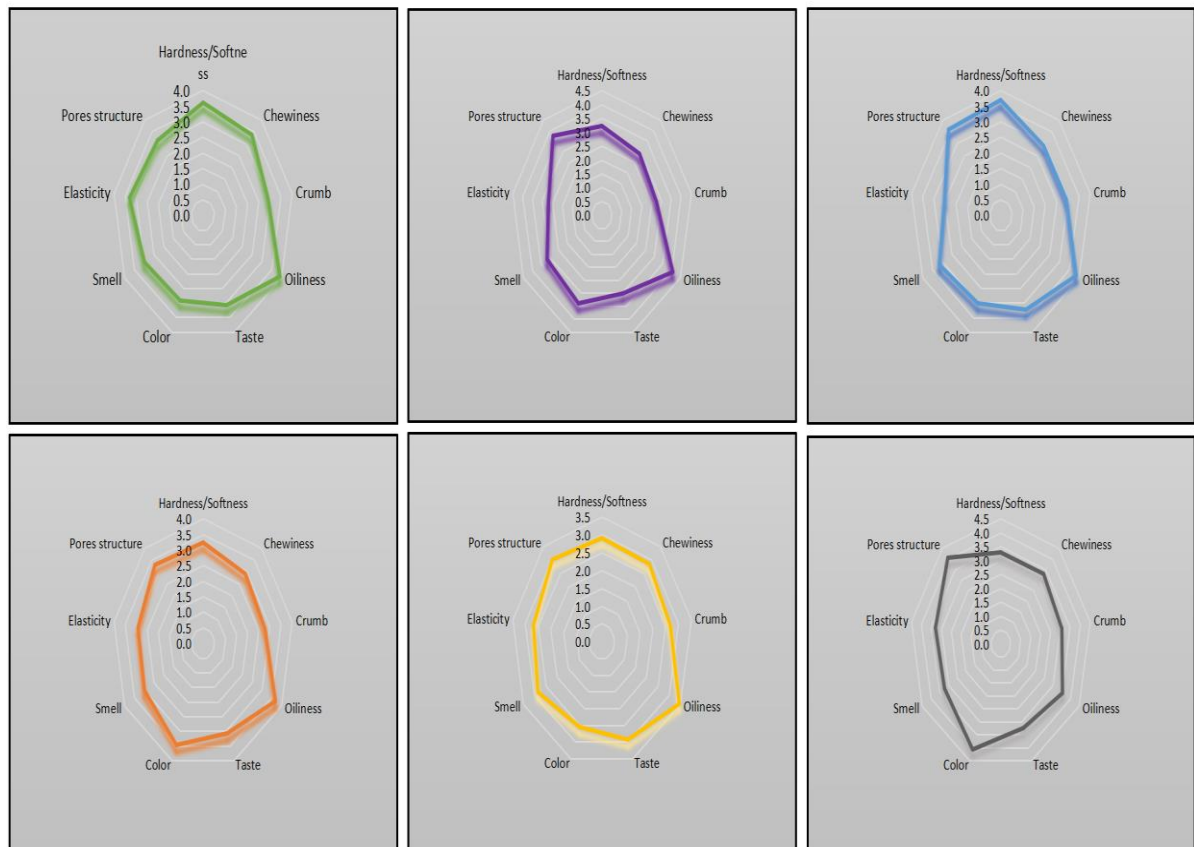 Hardness/Softne
ss
4.0
3.5
3.0
2.5
2.0
1.5
1.0
0.5
0.0
Chewiness
Crumb
Oiliness
Taste
Color
Smell
Elasticity
Pores structure
Hardness/Softness
4.5
4.0
3.5
3.0
2.5
2.0
1.5
1.0
0.5
0.0
Chewiness
Crumb
Oiliness
Taste
Color
Smell
Elasticity
Pores structure
Hardness/Softness
4.0
3.5
3.0
2.5
2.0
1.5
1.0
0.5
0.0
Chewiness
Crumb
Oiliness
Taste
Color
Smell
Elasticity
Pores structure
Hardness/Softness
4.0
3.5
3.0
2.5
2.0
1.5
1.0
0.5
0.0
Chewiness
Crumb
Oiliness
Taste
Color
Smell
Elasticity
Pores structure
Hardness/Softness
3.5
3.0
2.5
2.0
1.5
1.0
0.5
0.0
Chewiness
Crumb
Oiliness
Taste
Color
Smell
Elasticity
Pores structure
Hardness/Softness
4.5
4.0
3.5
3.0
2.5
2.0
1.5
1.0
0.5
0.0
Chewiness
Crumb
Oiliness
Taste
Color
Smell
Elasticity
Pores structure